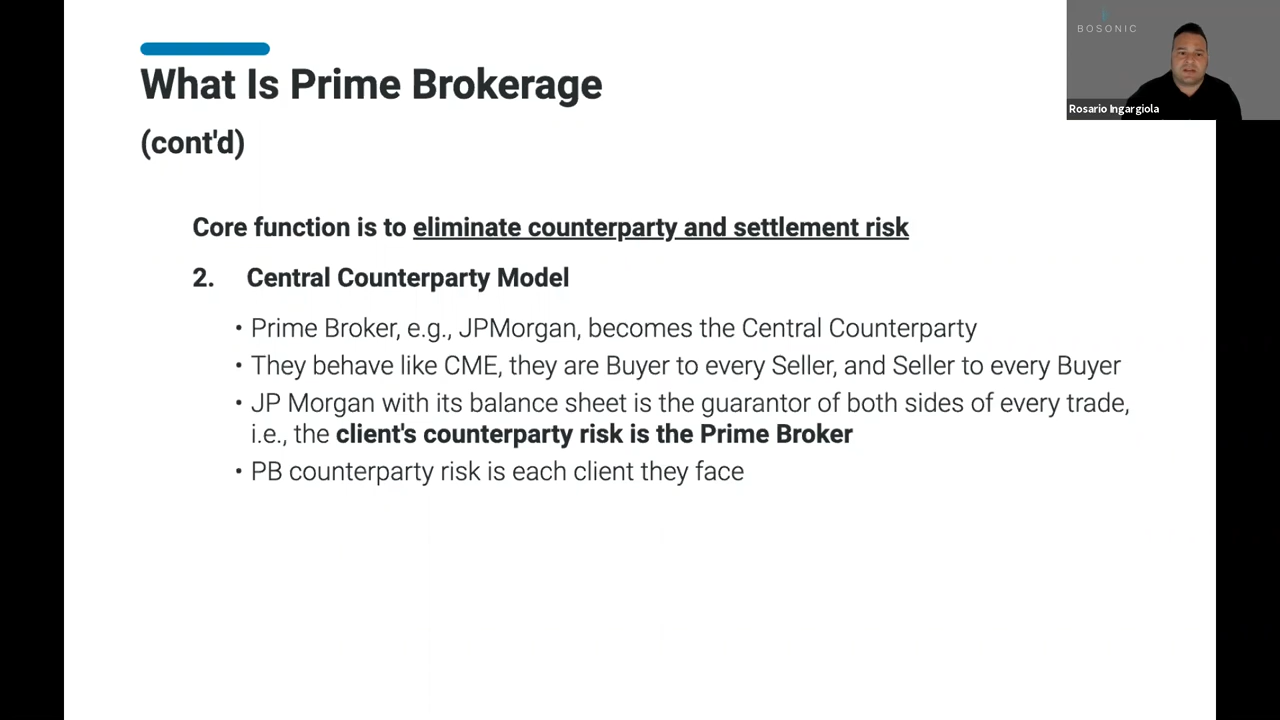 BOSONIC
Rosario Ingargiola
What Is Prime Brokerage
(cont'd)
Core function is to eliminate counterparty and settlement risk
2. Central Counterparty Model
• Prime Broker, e.g., JPMorgan, becomes the Central Counterparty
• They behave like CME, they are Buyer to every Seller, and Seller to every Buyer
• JP Morgan with its balance sheet is the guarantor of both sides of every trade,
i.e., the client's counterparty risk is the Prime Broker
• PB counterparty risk is each client they face